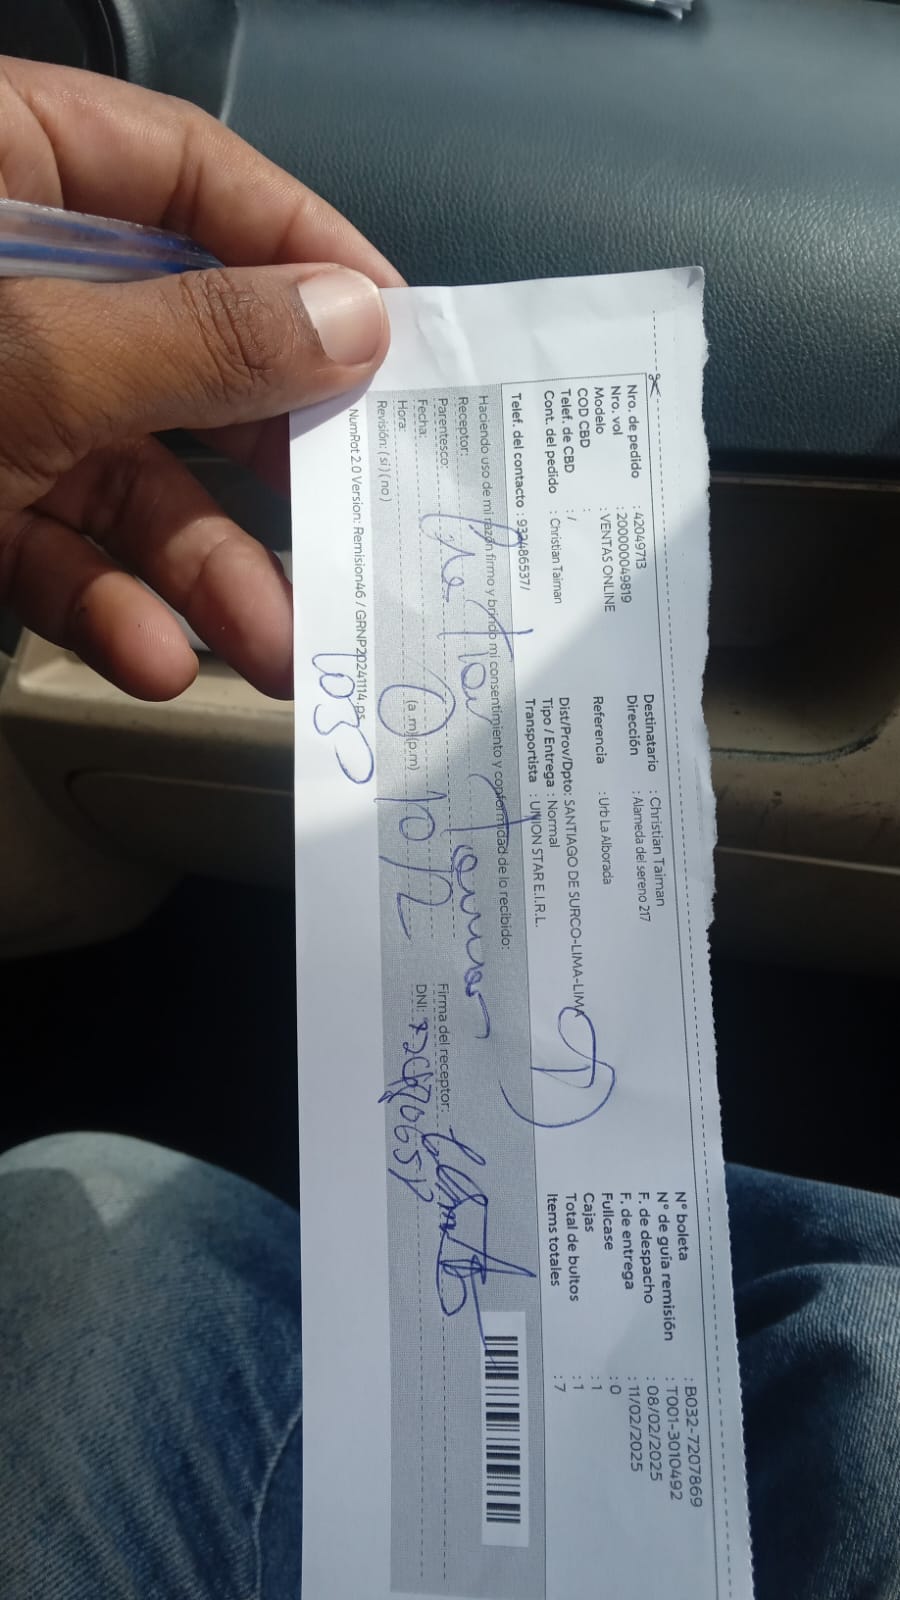 Nro. de pedido : 42049713
Nro. vol : 200000049819
Modelo : VENTAS ONLINE
COD CBD :
Telef. de CBD : /
Cont. del pedido : Christian Taiman
Telef. del contacto : 932486537/
Destinatario : Christian Taiman
Dirección : Alameda del sereno 217
Referencia : Urb La Alborada
Dist/Prov/Dpto: SANTIAGO DE SURCO-LIMA-LIMA
Tipo / Entrega : Normal
Transportista : UNION STAR E.I.R.L.
N° boleta : B032-7207869
N° de guía remisión : T001-3010492
F. de despacho : 08/02/2025
F. de entrega : 11/02/2025
Fullcase : 0
Cajas : 1
Total de bultos : 1
Items totales : 7
Haciendo uso de mi razón firmo y brindo mi consentimiento y conformidad de lo recibido:
Receptor:
Parentesco:
Firma del receptor:
Fecha:
DNI:
Hora: (a .m) (p.m)
Revisión: (si) (no)
NumRot 2.0 Version: Remision46 / GRNP20241114.ps